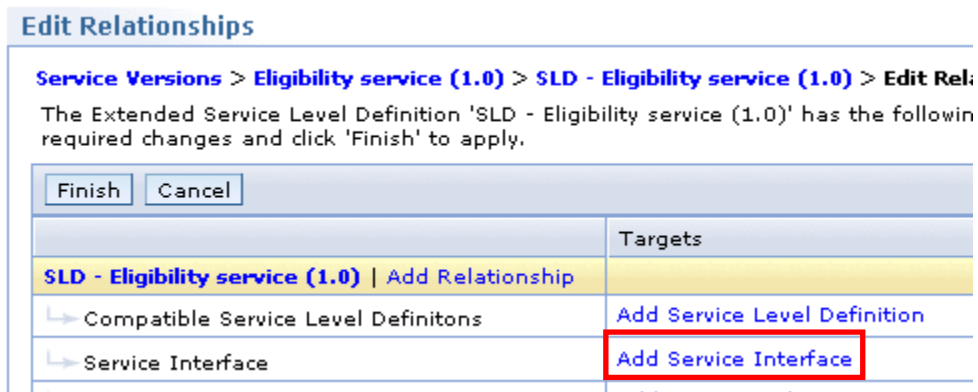 Edit Relationships
Service Versions > Eligibility service (1.0) > SLD - Eligibility service (1.0) > Edit Rel
The Extended Service Level Definition 'SLD - Eligibility service (1.0)' has the followin
required changes and click 'Finish' to apply.
Finish Cancel
Targets
SLD - Eligibility service (1.0) | Add Relationship
Compatible Service Level Definitons Add Service Level Definition
Service Interface Add Service Interface